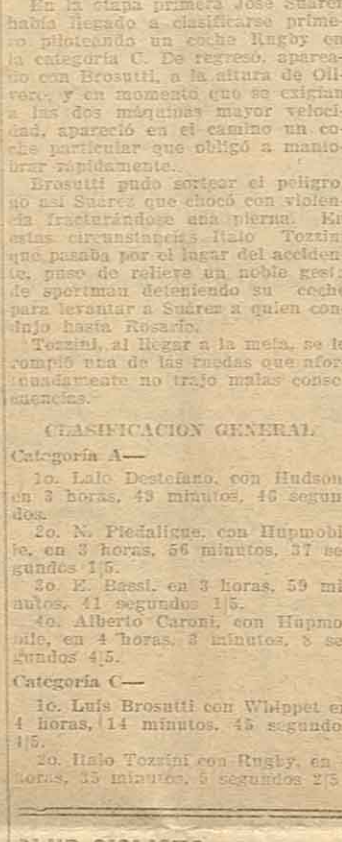 En la etapa primera José Suárez
había llegado a clasificarse prime-
ro piloteando un coche Rugby en
la categoría C. De regreso, aparea-
do con Brosutti, a la altura de Oli-
vero, y en momento que se exigían
a las dos máquinas mayor veloci-
dad, apareció en el camino un co-
che particular que obligó a manio-
brar rápidamente.
Brosutti pudo sortear el peligro
no así Suárez que chocó con violen-
cia fracturándose una pierna. En
estas circunstancias Italo Tozzini
que pasaba por el lugar del acciden-
te, puso de relieve un noble gest
de sportman deteniendo su coche
para levantar a Suárez a quien con
dujo hasta Rosario.
Tozzini, al llegar a la meta, se le
rompió una de las ruedas que afor
tunadamente no trajo malas conse
cuencias.
CLASIFICACION GENERAL
Categoría A—
1o. Lalo Destefano, con Hudson
en 3 horas, 49 minutos, 46 segun
dos.
2o. N. Piedaligue, con Hupmobi
le, en 3 horas, 56 minutos, 37 se
gundos 1|5.
3o. E. Bassi, en 3 horas, 59 mi
nutos, 41 segundos 1|5.
4o. Alberto Caroni, con Hupmo
bile, en 4 horas, 3 minutos, 8 se
gundos 4|5.
Categoría C—
1o. Luis Brosutti con Whippet en
4 horas, 14 minutos, 45 segundo
4|5.
2o. Italo Tozzini con Rugby, en
horas, 35 minutos, 5 segundos 2|5